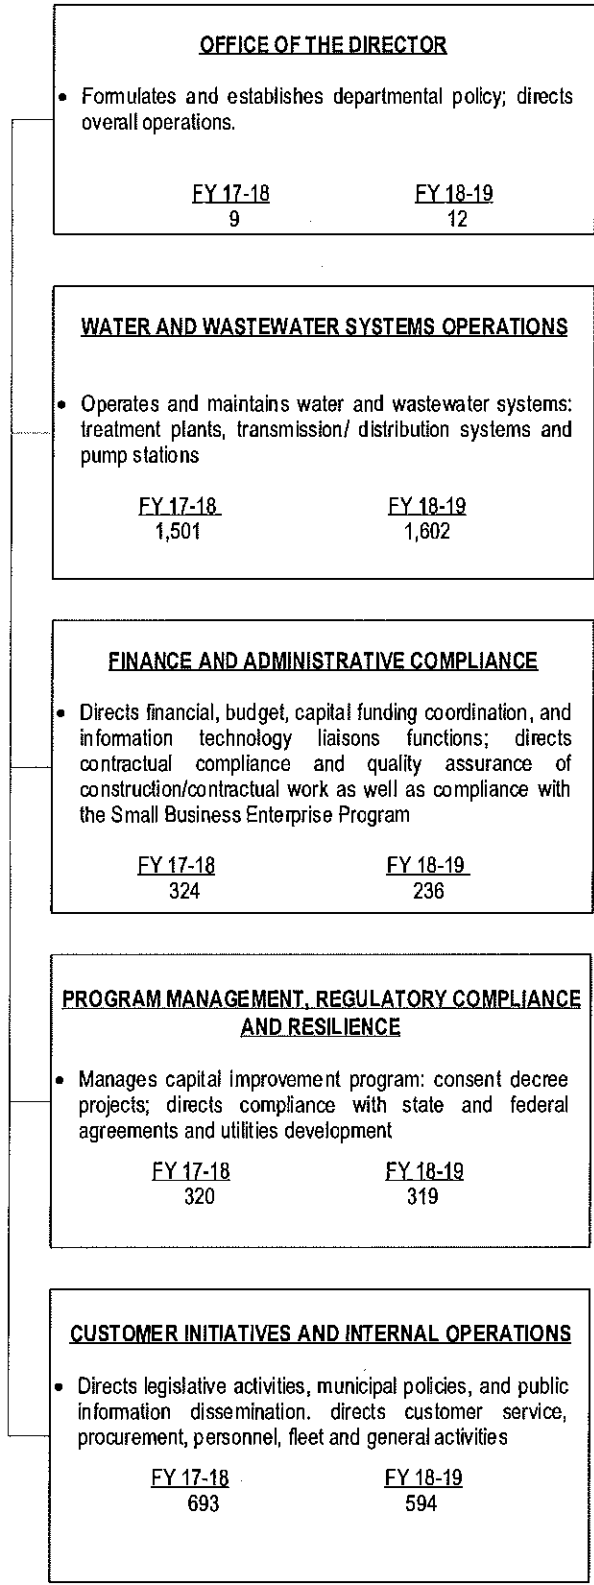 OFFICE OF THE DIRECTOR
• Formulates and establishes departmental policy; directs
overall operations.
FY 17-18 FY 18-19
9 12
WATER AND WASTEWATER SYSTEMS OPERATIONS
• Operates and maintains water and wastewater systems:
treatment plants, transmission/ distribution systems and
pump stations
FY 17-18 FY 18-19
1,501 1,602
FINANCE AND ADMINISTRATIVE COMPLIANCE
• Directs financial, budget, capital funding coordination, and
information technology liaisons functions; directs
contractual compliance and quality assurance of
construction/contractual work as well as compliance with
the Small Business Enterprise Program
FY 17-18 FY 18-19
324 236
PROGRAM MANAGEMENT, REGULATORY COMPLIANCE
AND RESILIENCE
• Manages capital improvement program: consent decree
projects; directs compliance with state and federal
agreements and utilities development
FY 17-18 FY 18-19
320 319
CUSTOMER INITIATIVES AND INTERNAL OPERATIONS
• Directs legislative activities, municipal policies, and public
information dissemination. directs customer service,
procurement, personnel, fleet and general activities
FY 17-18 FY 18-19
693 594